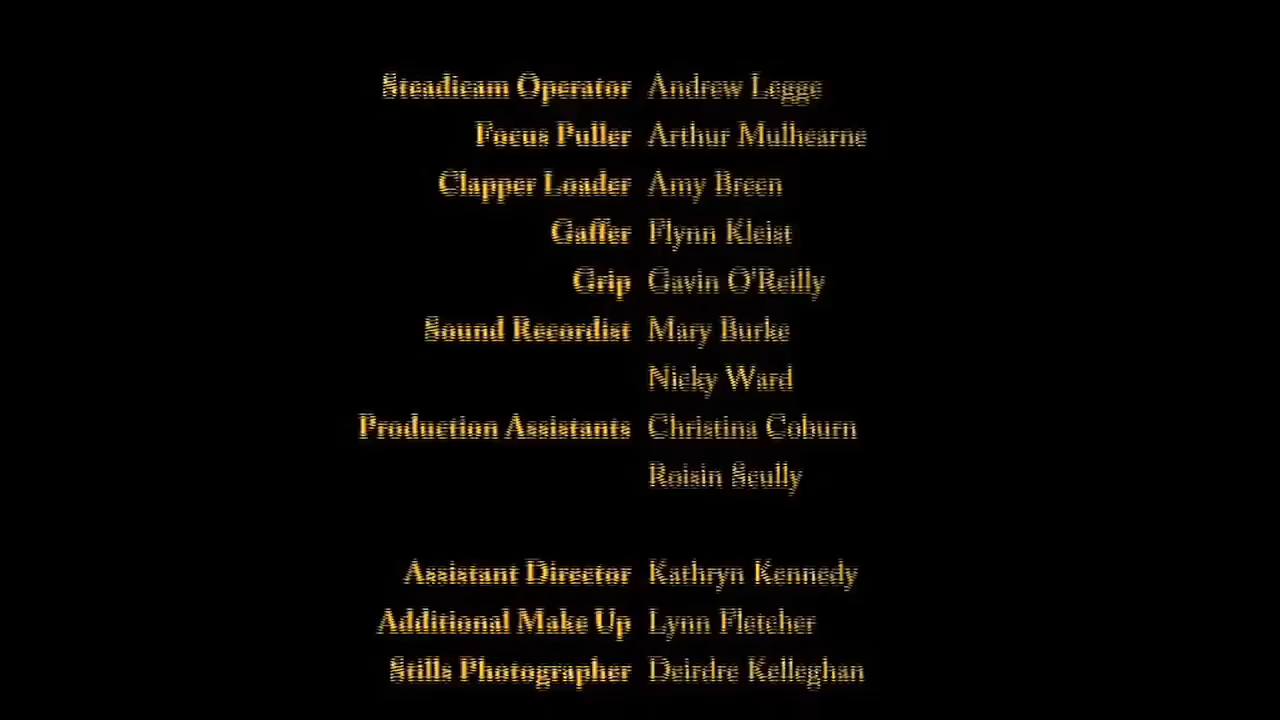 Steadicam Operator Andrew Legge
Focus Puller Arthur Mulhearne
Clapper Loader Amy Breen
Gaffer Flynn Kleist
Grip Gavin O'Reilly
Sound Recordist Mary Burke
Nicky Ward
Production Assistants Christina Coburn
Roisin Scully
Assistant Director Kathryn Kennedy
Additional Make Up Lynn Fletcher
Stills Photographer Deirdre Kelleghan